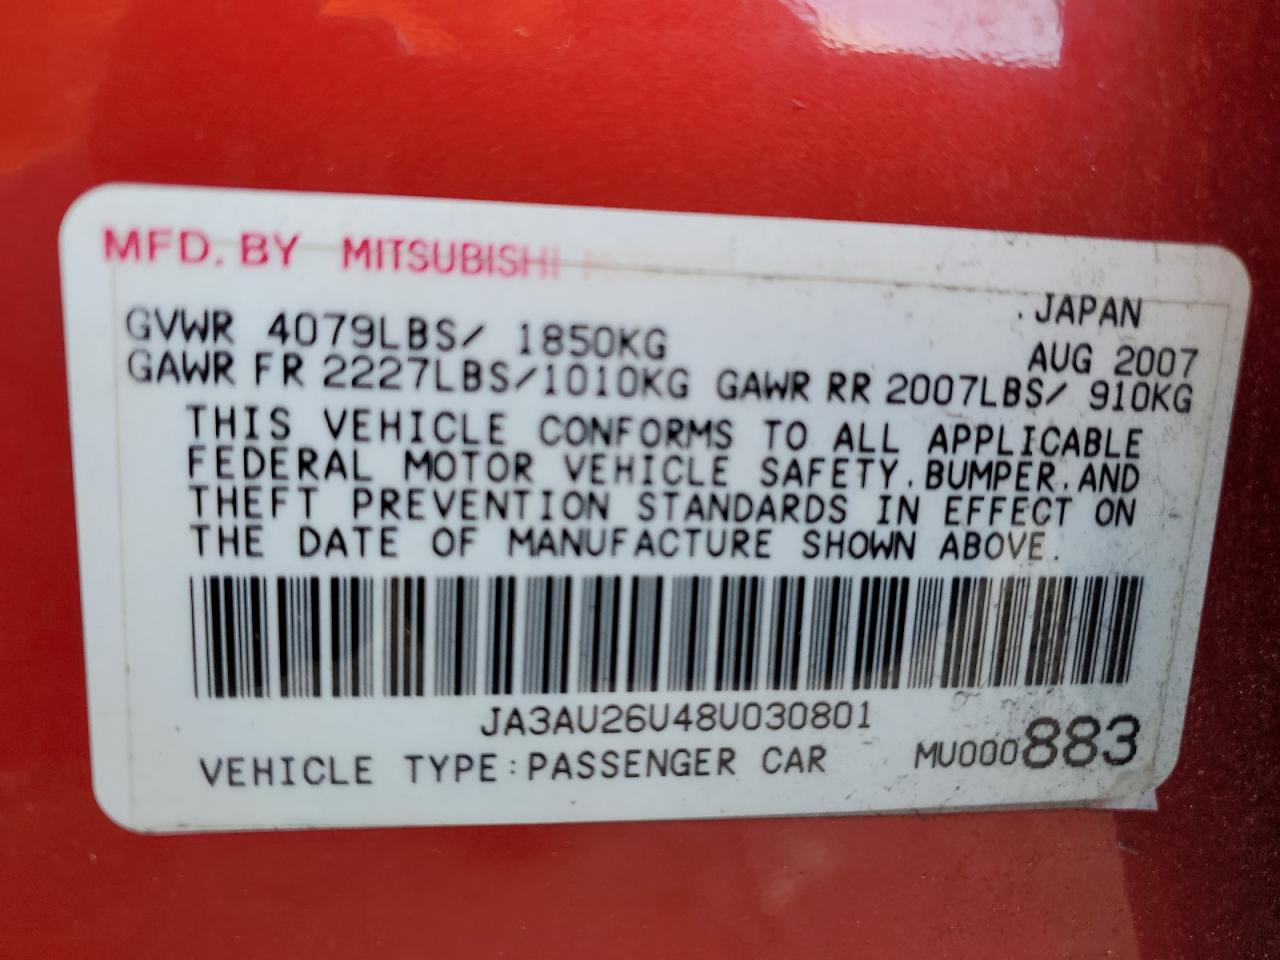 MFD. BY MITSUBISHI
JAPAN
GVWR 4079LBS/ 1850KG
AUG 2007
GAWR FR 2227LBS/1010KG GAWR RR 2007LBS/ 910KG
THIS VEHICLE CONFORMS TO ALL APPLICABLE
FEDERAL MOTOR VEHICLE SAFETY, BUMPER, AND
THEFT PREVENTION STANDARDS IN EFFECT ON
THE DATE OF MANUFACTURE SHOWN ABOVE.
JA3AU26U48U030801
VEHICLE TYPE:PASSENGER CAR MU000883